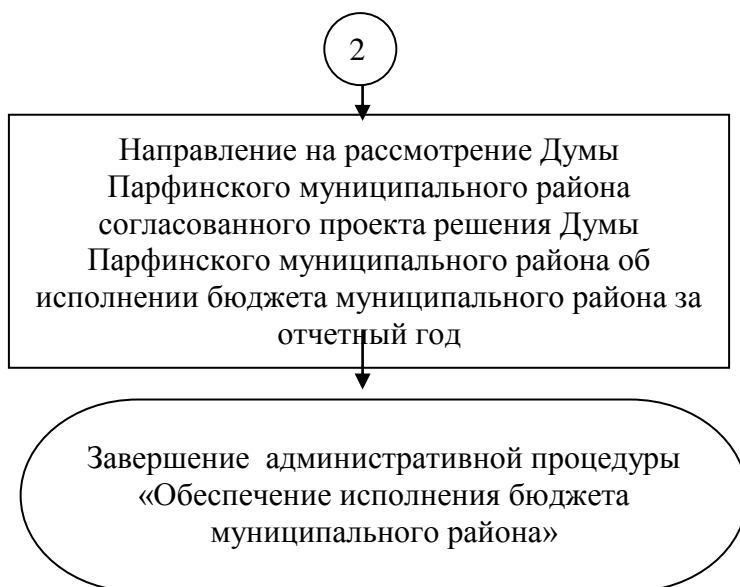 2
Направление на рассмотрение Думы
Парфинского муниципального района
согласованного проекта решения Думы
Парфинского муниципального района об
исполнении бюджета муниципального района за
отчетный год
Завершение  административной процедуры
«Обеспечение исполнения бюджета
муниципального района»